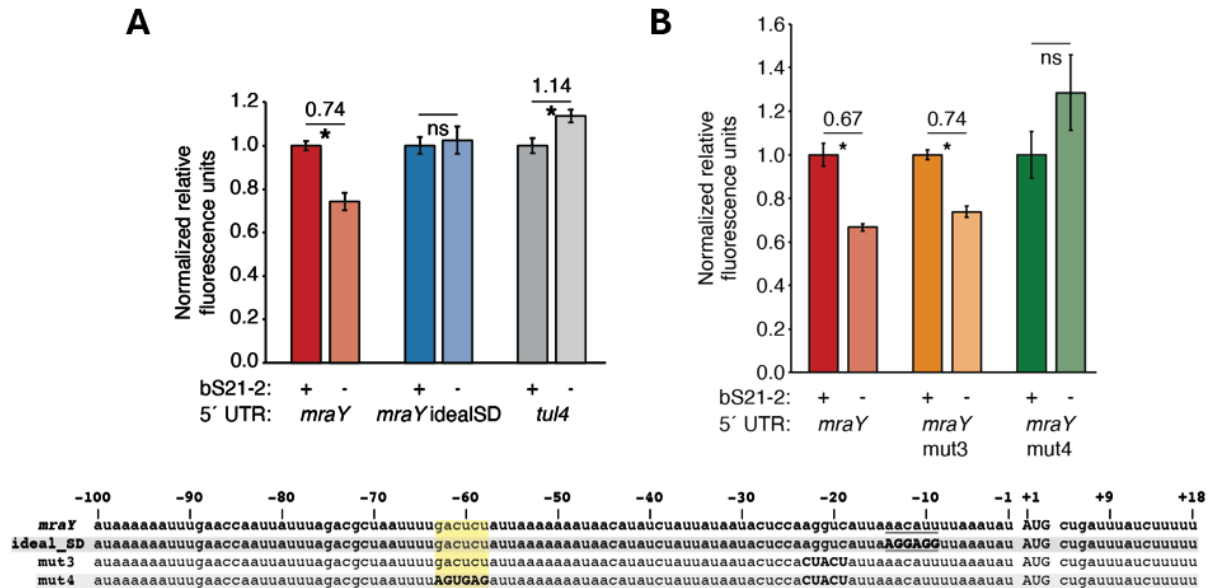 A
B
Normalized relative
fluorescence units
1.2
1.0
0.8
0.6
0.4
0.2
0.0
0.74
*
ns
1.14
*
bS21-2: + - + - + -
5´ UTR: mraY mraY idealSD tul4
Normalized relative
fluorescence units
1.6
1.4
1.2
1.0
0.8
0.6
0.4
0.2
0.0
0.67
*
0.74
*
ns
bS21-2: + - + - + -
5´ UTR: mraY mraY mraY
mut3 mut4
-100 -90 -80 -70 -60 -50 -40 -30 -20 -10 -1 +1 +9 +18
mraY auaaaaaauuugaaccaauuauuuagacgcuaauuuugacucuauuaaaaaaauaacauaucuauuauaauacuccaaggucauuaaacauuuuaaauau AUG cugauuuaucuuuuu
ideal_SD auaaaaaauuugaaccaauuauuuagacgcuaauuuugacucuauuaaaaaaauaacauaucuauuauaauacuccaaggucauuaAGGAGGuuaaauau AUG cugauuuaucuuuuu
mut3 auaaaaaauuugaaccaauuauuuagacgcuaauuuugacucuauuaaaaaaauaacauaucuauuauaauacuccaCUACUauuaaacauuuuaaauau AUG cugauuuaucuuuuu
mut4 auaaaaaauuugaaccaauuauuuagacgcuaauuuuAGUGAGauuaaaaaaauaacauaucuauuauaauacuccaCUACUauuaaacauuuuaaauau AUG cugauuuaucuuuuu